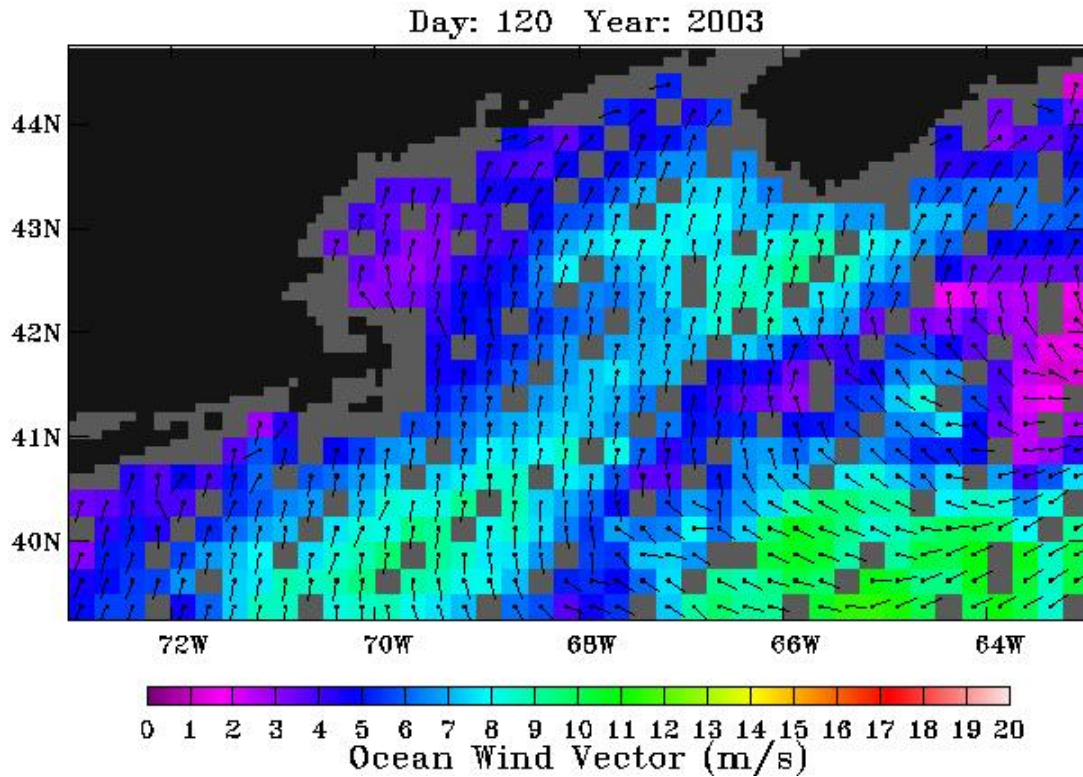 Day: 120 Year: 2003
44N
43N
42N
41N
40N
72W 70W 68W 66W 64W
0 1 2 3 4 5 6 7 8 9 10 11 12 13 14 15 16 17 18 19 20
Ocean Wind Vector (m/s)